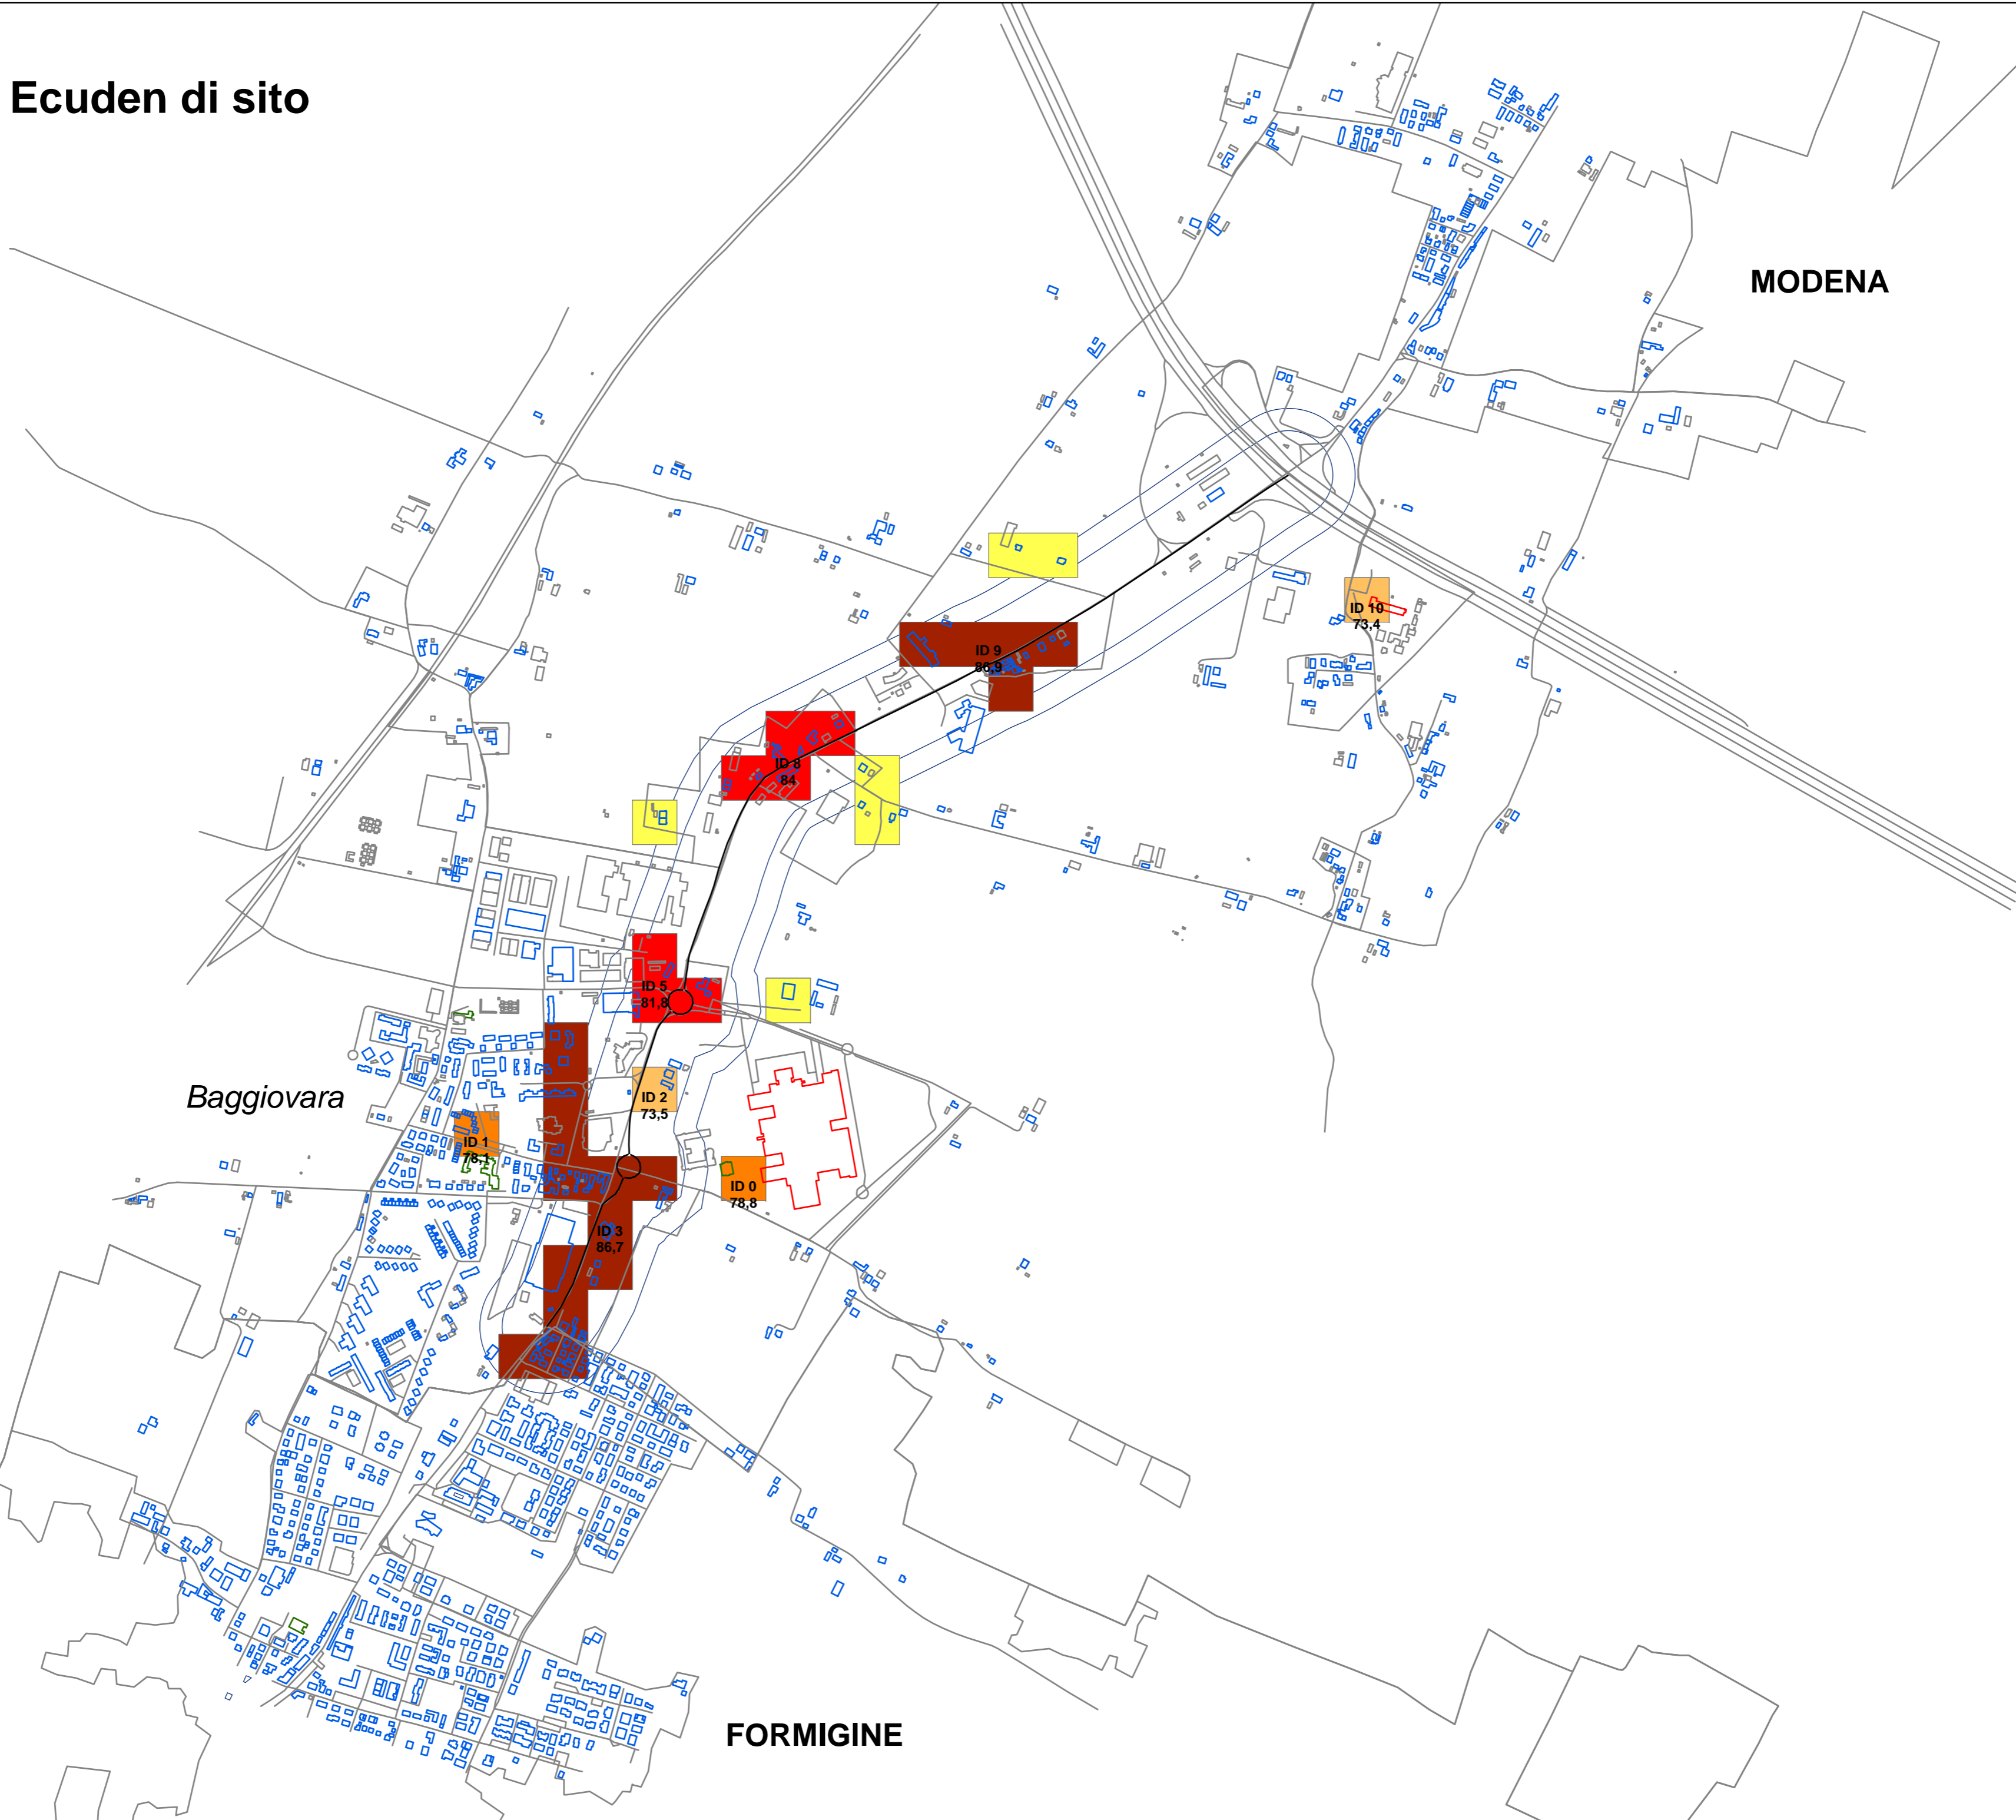 Ecuden di sito
MODENA
ID 10
73,4
ID 9
86,9
ID 8
84
ID 5
81,8
Baggiovara
ID 2
73,5
ID 1
78,1
ID 0
78,8
ID 3
86,7
FORMIGINE